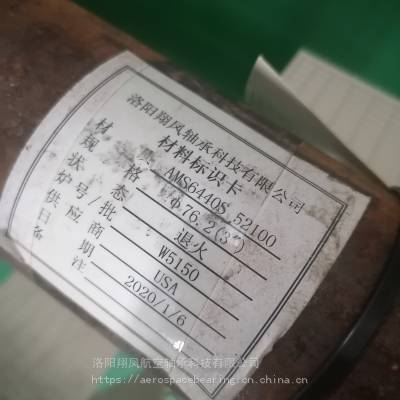 洛阳翔风轴承科技有限公司
材料标识卡
材质 AMS6440S 52100
规格 φ76.2(3")
状态 退火
炉号/批 W5150
供应商 USA
日期 2020/1/6
备注
洛阳翔风航空轴承科技有限公司
https://aerospacebearing.cn.china.cn